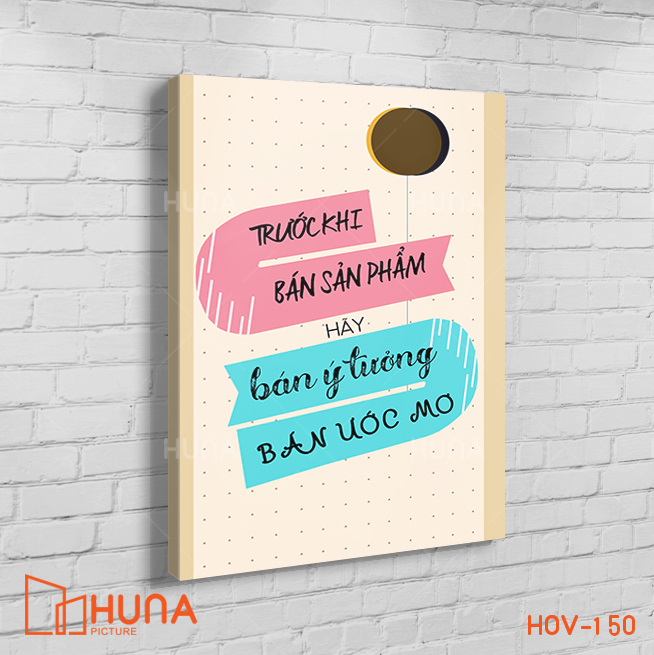 TRƯỚC KHI
BÁN SẢN PHẨM
HÃY
bán ý tưởng
BÁN ƯỚC MƠ
HUNA
PICTURE
HOV-150